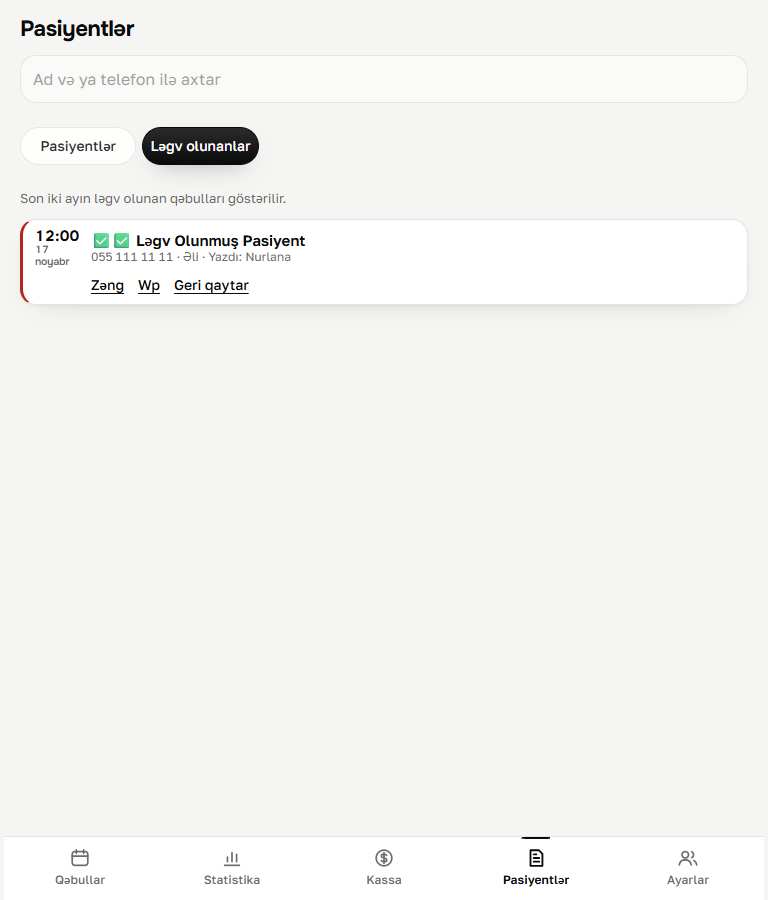 Pasiyentlər
Ad və ya telefon ilə axtar
Pasiyentlər
Ləgv olunanlar
Son iki ayın ləgv olunan qəbulları göstərilir.
12:00
17
noyabr
✅ ✅ Ləgv Olunmuş Pasiyent
055 111 11 11 · Əli · Yazdı: Nurlana
Zəng Wp Geri qaytar
Qəbullar
Statistika
Kassa
Pasiyentlər
Ayarlar